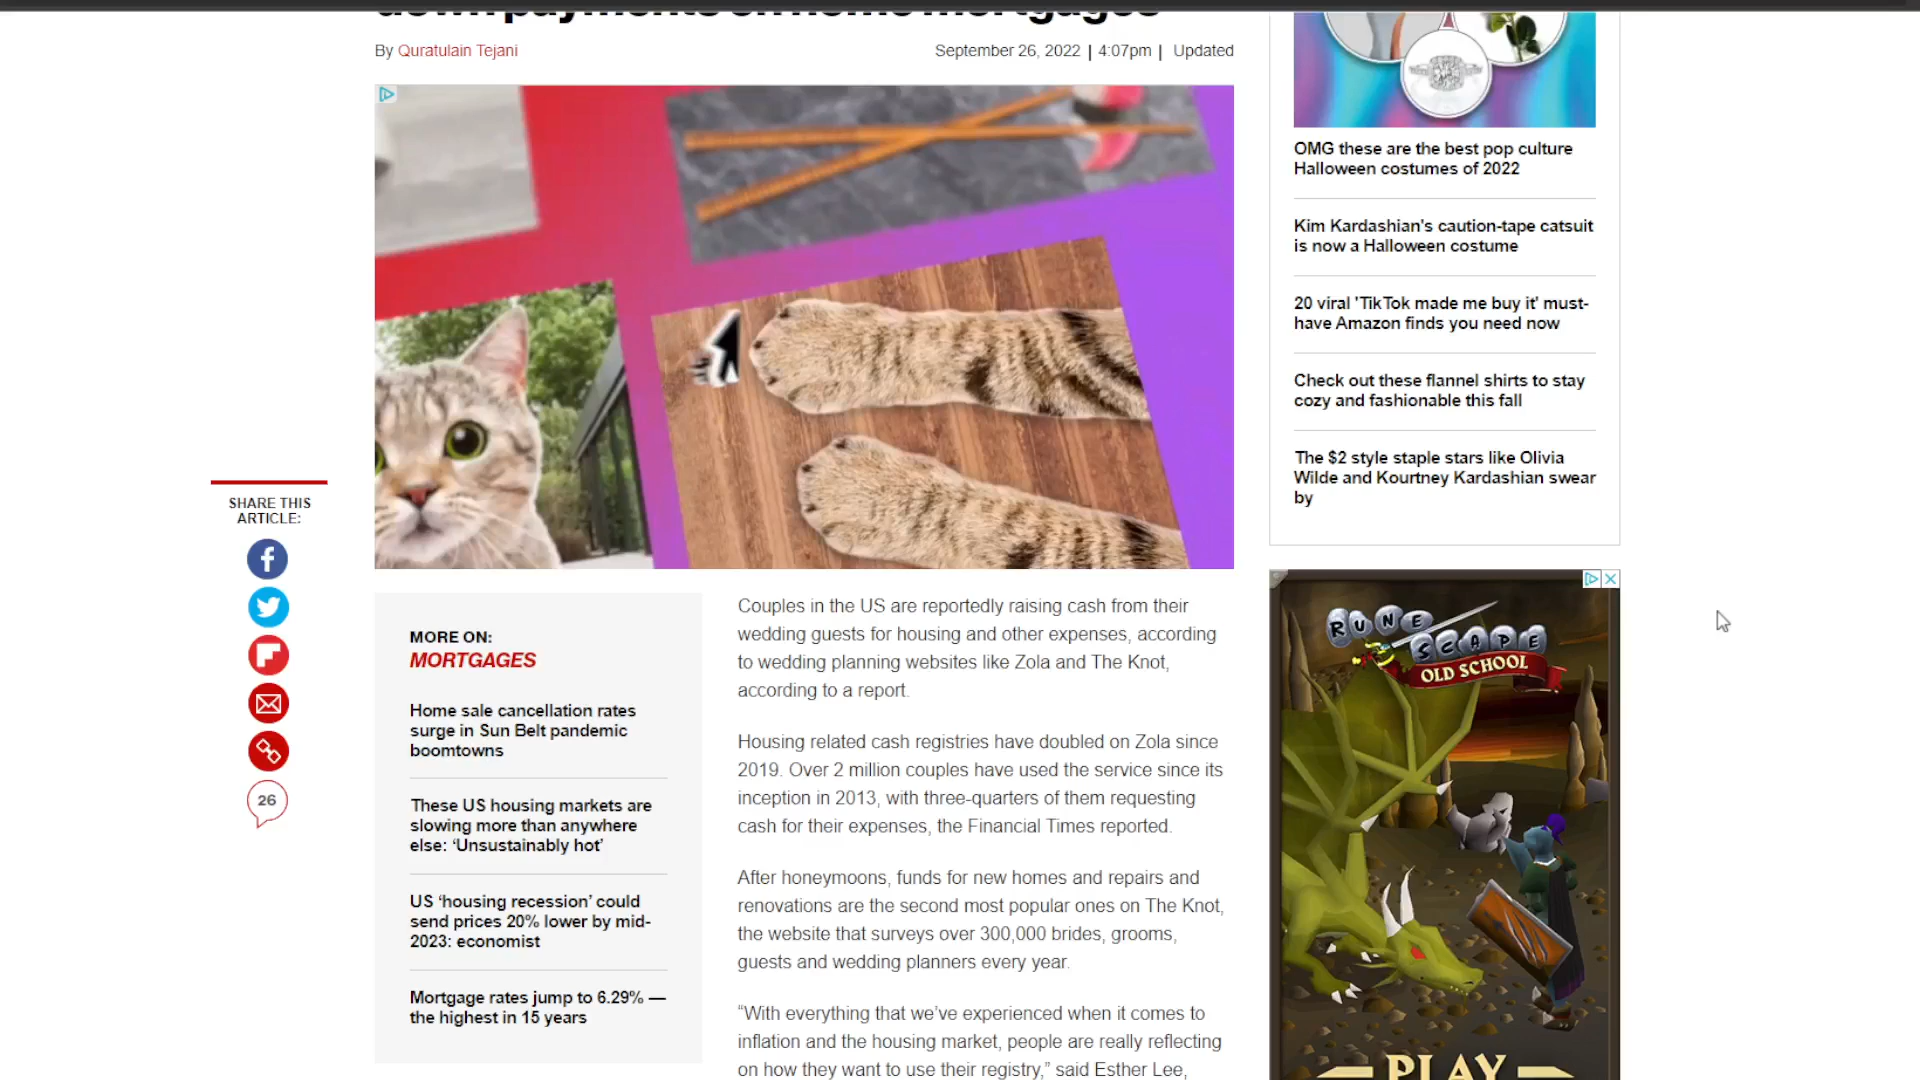 down payments on home mortgages
By Quratulain Tejani
September 26, 2022 | 4:07pm | Updated
SHARE THIS
ARTICLE:
26
MORE ON:
MORTGAGES
Home sale cancellation rates
surge in Sun Belt pandemic
boomtowns
These US housing markets are
slowing more than anywhere
else: ‘Unsustainably hot’
US ‘housing recession’ could
send prices 20% lower by mid-
2023: economist
Mortgage rates jump to 6.29% —
the highest in 15 years
Couples in the US are reportedly raising cash from their
wedding guests for housing and other expenses, according
to wedding planning websites like Zola and The Knot,
according to a report.
Housing related cash registries have doubled on Zola since
2019. Over 2 million couples have used the service since its
inception in 2013, with three-quarters of them requesting
cash for their expenses, the Financial Times reported.
After honeymoons, funds for new homes and repairs and
renovations are the second most popular ones on The Knot,
the website that surveys over 300,000 brides, grooms,
guests and wedding planners every year.
“With everything that we’ve experienced when it comes to
inflation and the housing market, people are really reflecting
on how they want to use their registry,” said Esther Lee,
OMG these are the best pop culture
Halloween costumes of 2022
Kim Kardashian's caution-tape catsuit
is now a Halloween costume
20 viral 'TikTok made me buy it' must-
have Amazon finds you need now
Check out these flannel shirts to stay
cozy and fashionable this fall
The $2 style staple stars like Olivia
Wilde and Kourtney Kardashian swear
by
RUNE
SCAPE
OLD SCHOOL
PLAY